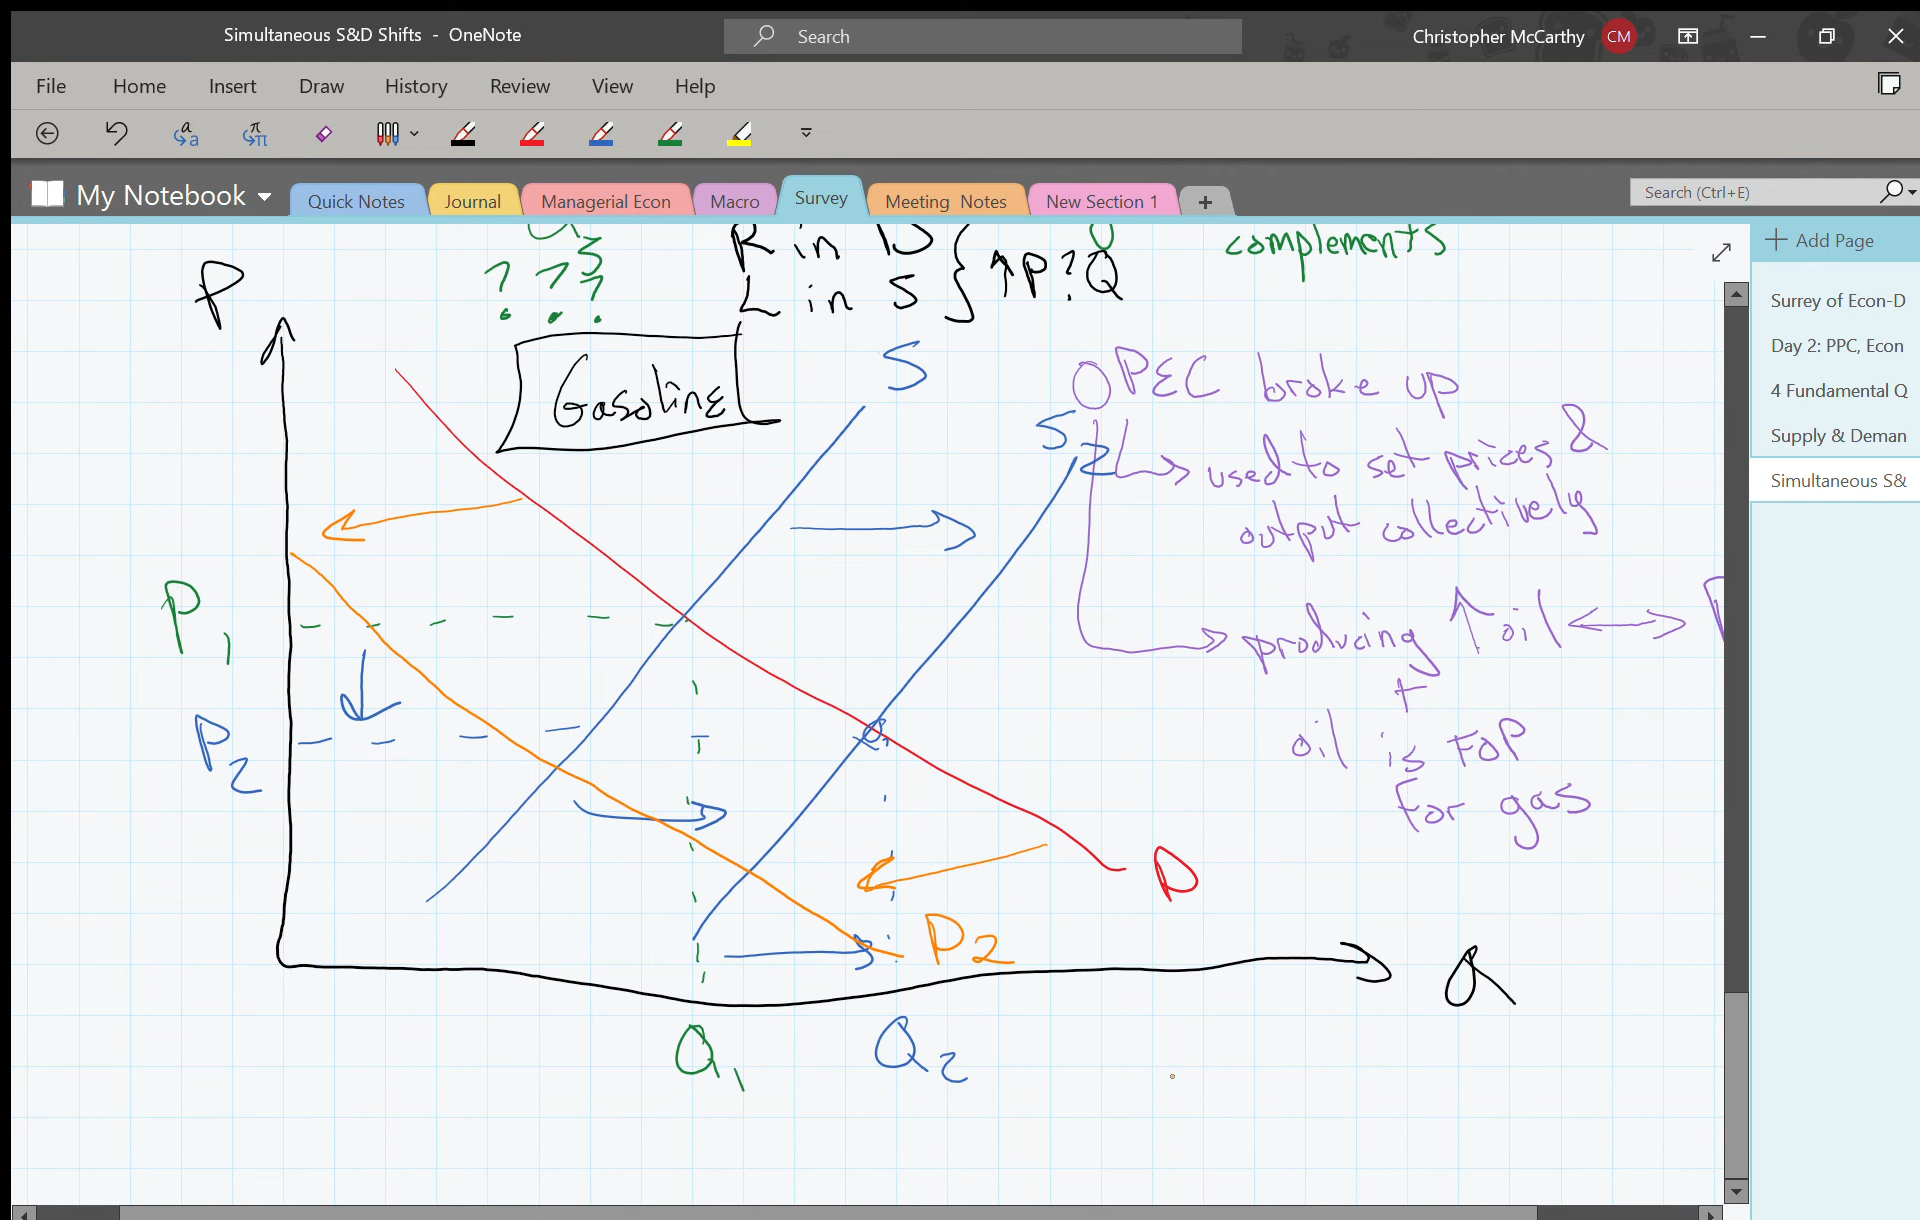 Simultaneous S&D Shifts - OneNote
Search
Christopher McCarthy CM
File Home Insert Draw History Review View Help
My Notebook
Quick Notes Journal Managerial Econ Macro Survey Meeting Notes New Section 1 +
Search (Ctrl+E)
Add Page
Surrey of Econ-D
Day 2: PPC, Econ
4 Fundamental Q
Supply & Deman
Simultaneous S&
R in D
L in S } ↑P ? Q
complements
? ? ?
P
Gasoline
S
S2
OPEC broke up
used to set prices &
output collectively
producing ↑ oil ↔
+
oil is FOP
for gas
P1
P2
D
D2
Q
Q1
Q2